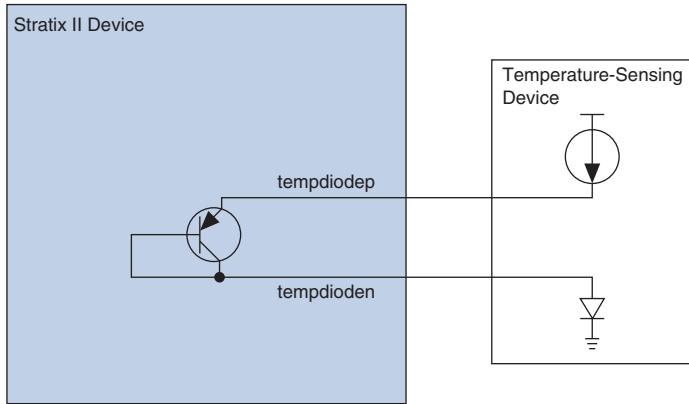 Stratix II Device
Temperature-Sensing
Device
tempdiodep
tempdioden